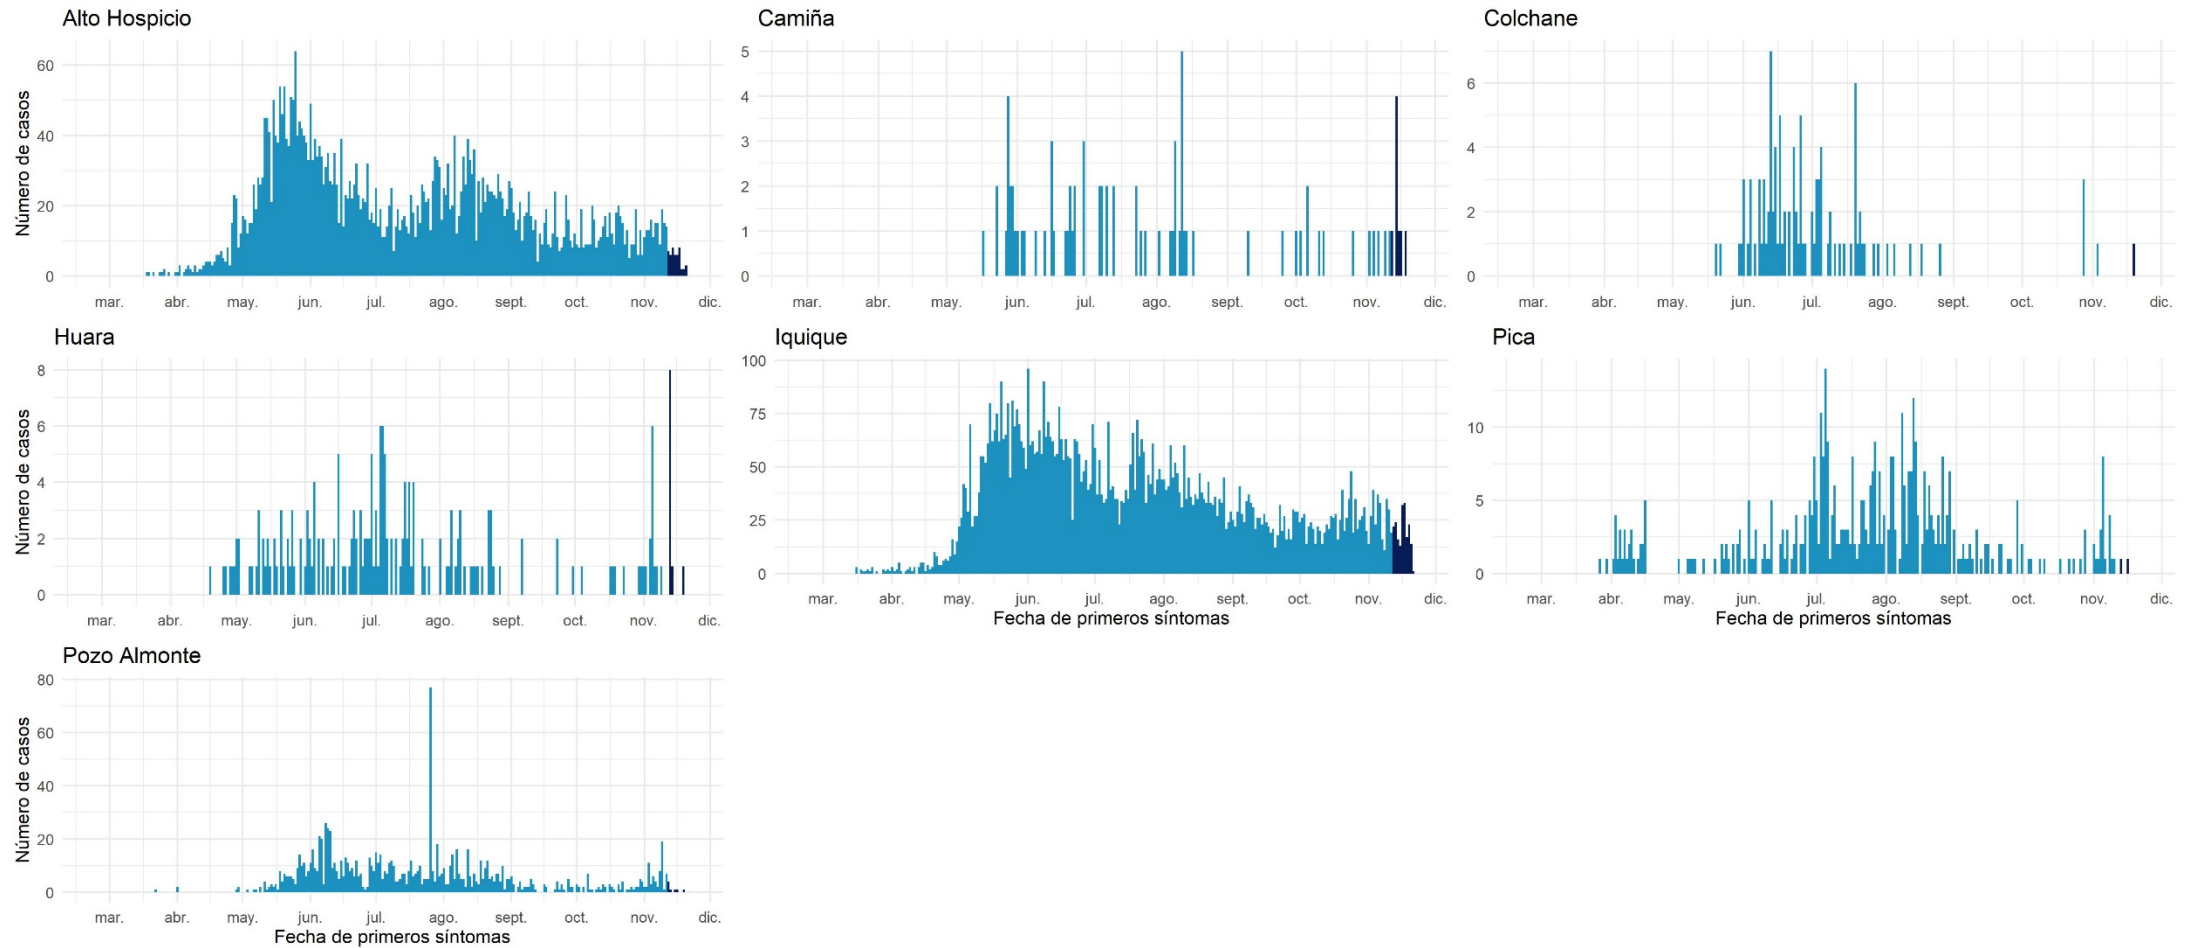 Alto Hospicio
Número de casos
60
40
20
0
mar. abr. may. jun. jul. ago. sept. oct. nov. dic.
Camiña
5
4
3
2
1
0
mar. abr. may. jun. jul. ago. sept. oct. nov. dic.
Colchane
6
4
2
0
mar. abr. may. jun. jul. ago. sept. oct. nov. dic.
Huara
Número de casos
8
6
4
2
0
mar. abr. may. jun. jul. ago. sept. oct. nov. dic.
Iquique
100
75
50
25
0
mar. abr. may. jun. jul. ago. sept. oct. nov. dic.
Fecha de primeros síntomas
Pica
10
5
0
mar. abr. may. jun. jul. ago. sept. oct. nov. dic.
Fecha de primeros síntomas
Pozo Almonte
Número de casos
80
60
40
20
0
mar. abr. may. jun. jul. ago. sept. oct. nov. dic.
Fecha de primeros síntomas